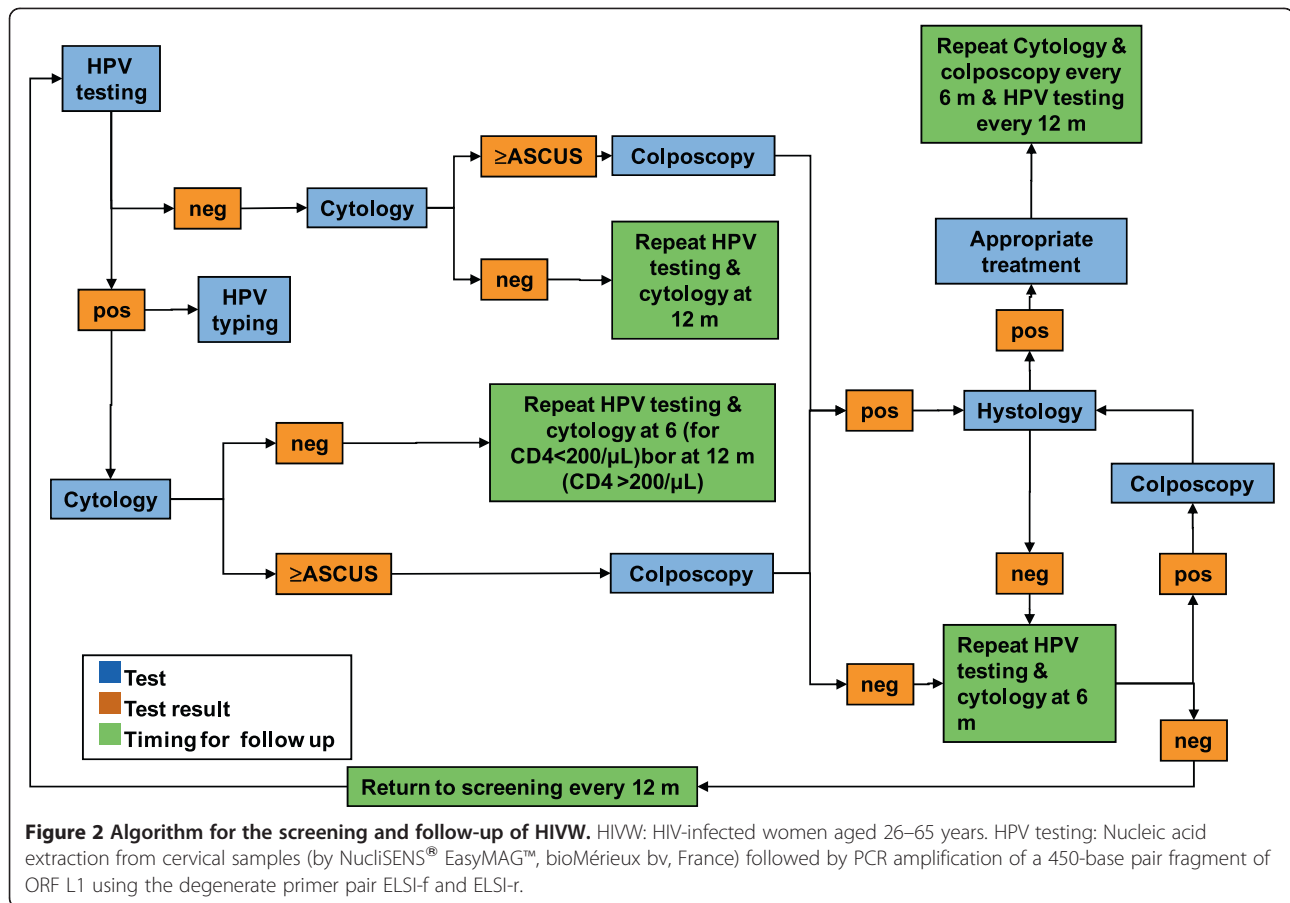 HPV
testing
Repeat Cytology &
colposcopy every
6 m & HPV testing
every 12 m
≥ASCUS
Colposcopy
neg
Cytology
Repeat HPV
testing &
cytology at
12 m
neg
Appropriate
treatment
pos
HPV
typing
pos
Repeat HPV testing &
cytology at 6 (for
CD4<200/µL)bor at 12 m
(CD4 >200/µL)
neg
pos
Hystology
Cytology
Colposcopy
≥ASCUS
Colposcopy
neg
pos
Repeat HPV
testing &
cytology at 6
m
neg
neg
Test
Test result
Timing for follow up
Return to screening every 12 m
Figure 2 Algorithm for the screening and follow-up of HIVW. HIVW: HIV-infected women aged 26–65 years. HPV testing: Nucleic acid
extraction from cervical samples (by NucliSENS® EasyMAG™, bioMérieux bv, France) followed by PCR amplification of a 450-base pair fragment of
ORF L1 using the degenerate primer pair ELSI-f and ELSI-r.